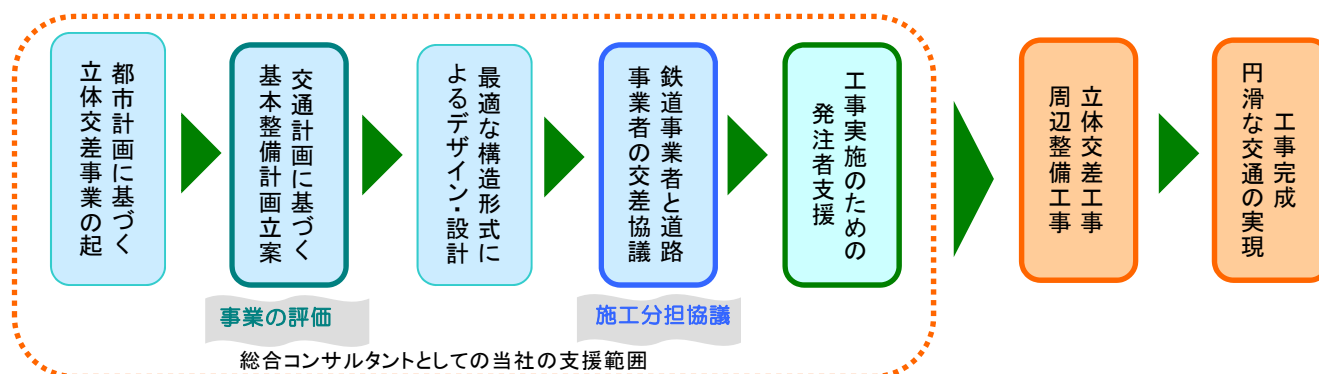 都市計画に基づく
立体交差事業の起
交通計画に基づく
基本整備計画立案
最適な構造形式に
よるデザイン・設計
鉄道事業者と道路
事業者の交差協議
工事実施のための
発注者支援
立体交差工事
周辺整備工事
工事完成
円滑な交通の実現
事業の評価
施工分担協議
総合コンサルタントとしての当社の支援範囲